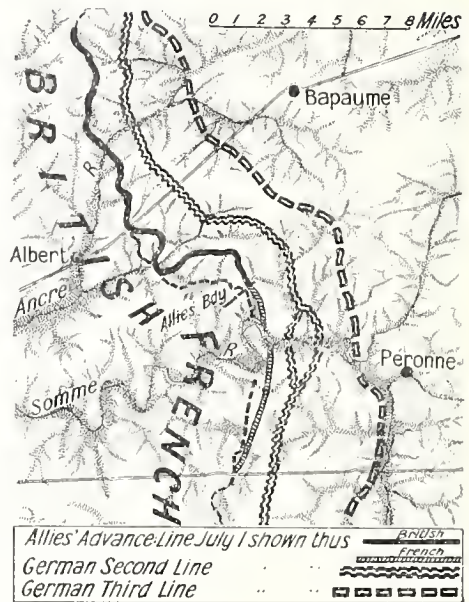 0 1 2 3 4 5 6 7 8 Miles
Bapaume
BRITISH
R.
Albert
Ancre
Allies Bdy
FRENCH
R.
Peronne
Somme
Allies' Advance-Line July 1 shown thus British
French
German Second Line " "
German Third Line " "